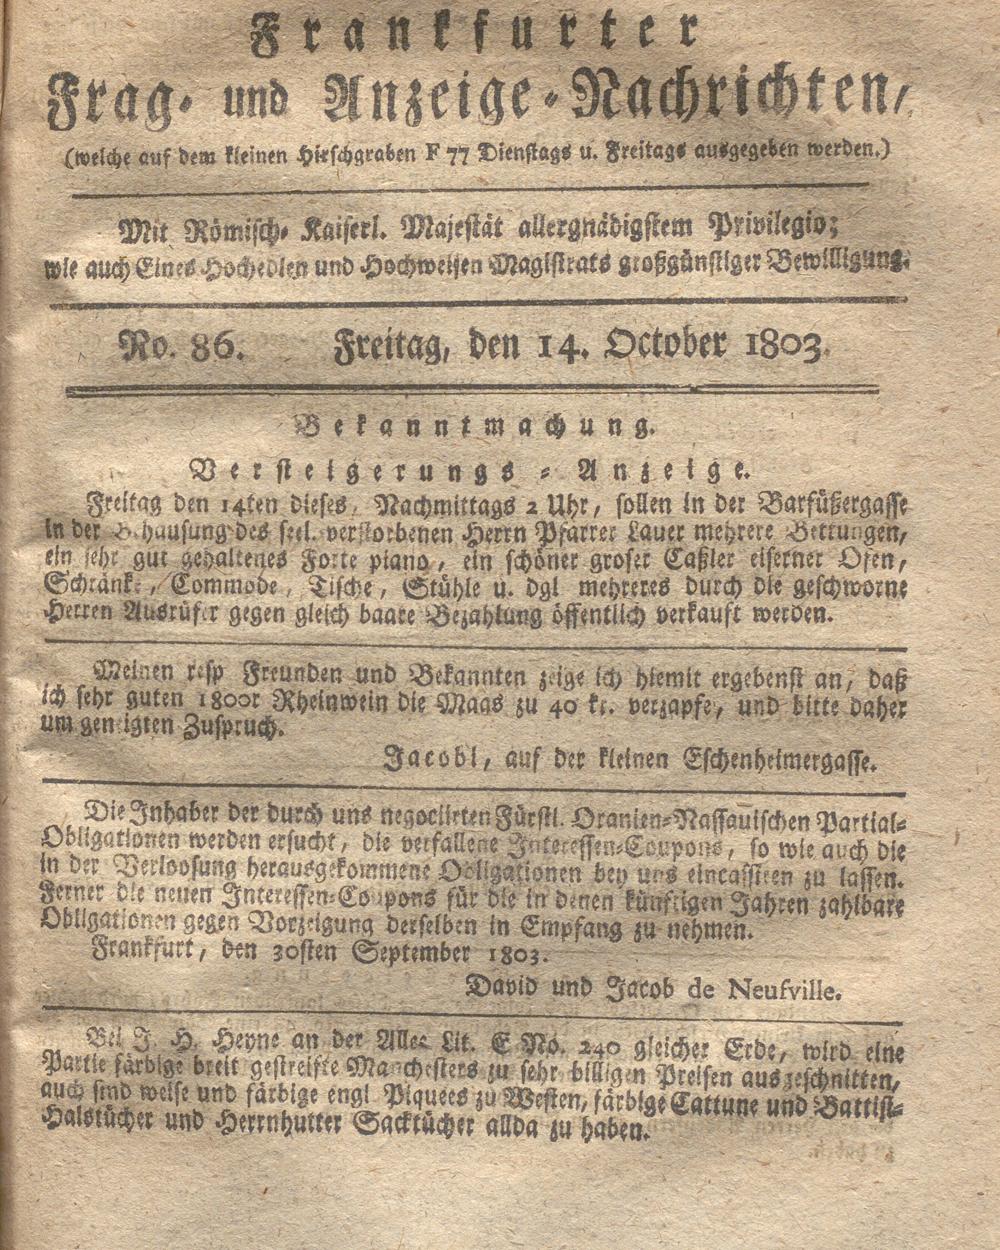 Frankfurter
Frag- und Anzeige-Nachrichten,
(welche auf dem kleinen Hirschgraben F 77 Dienstags u. Freitags ausgegeben werden.)
Mit Römisch- Kaiserl. Majestät allergnädigstem Privilegio;
wie auch Eines Hochedlen und Hochweisen Magistrats großgünstiger Bewilligung.
No. 86. Freitag, den 14. October 1803.
Bekanntmachung.
Versteigerungs-Anzeige.
Freitag den 14ten dieses, Nachmittags 2 Uhr, sollen in der Barfüßergasse
in der Behausung des seel. verstorbenen Herrn Pfarrer Lauer mehrere Bettungen,
ein sehr gut gehaltenes Forte piano, ein schöner groser Caßler eiserner Ofen,
Schränke, Commode, Tische, Stühle u. dgl mehreres durch die geschworne
Herren Ausrüfer gegen gleich baare Bezahlung öffentlich verkauft werden.
Meinen resp Freunden und Bekannten zeige ich hiemit ergebenst an, daß
ich sehr guten 1800r Rheinwein die Maas zu 40 kr. verzapfe, und bitte daher
um geneigten Zuspruch.
Jacobi, auf der kleinen Eschenheimergasse.
Die Inhaber der durch uns negociirten Fürstl. Oranien-Nassauischen Partial-
Obligationen werden ersucht, die verfallene Interessen-Coupons, so wie auch die
in der Verloosung herausgekommene Obligationen bey uns eincassiren zu lassen.
Ferner die neuen Interessen-Coupons für die in denen künftigen Jahren zahlbare
Obligationen gegen Vorzeigung derselben in Empfang zu nehmen.
Frankfurt, den 30sten September 1803.
David und Jacob de Neufville.
Bei J. H. Heyne an der Allee Lit. E No. 240 gleicher Erde, wird eine
Partie färbige breit gestreifte Manchesters zu sehr billigen Preisen ausgeschnitten,
auch sind weise und färbige engl Piquees zu Westen, färbige Cattune und Battist-
Halstücher und Herrnhutter Sacktücher allda zu haben.